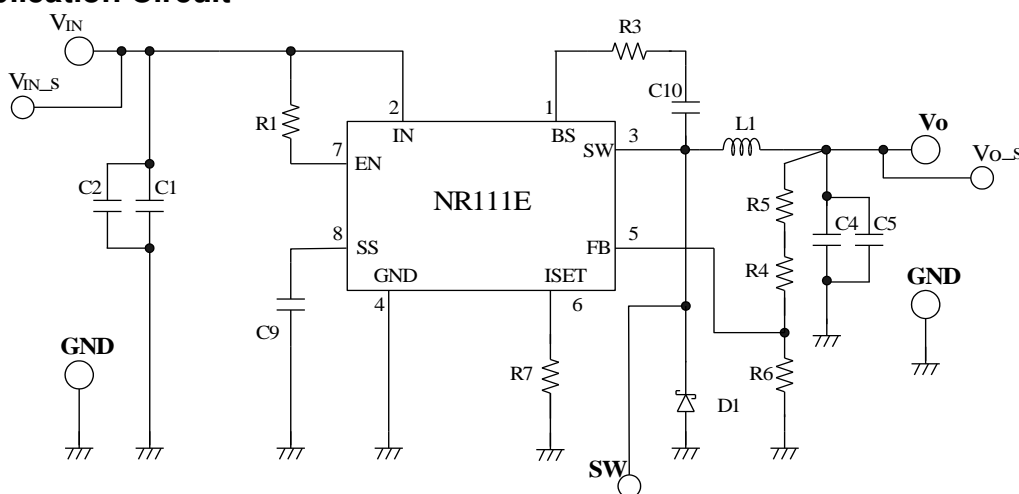 VIN
VIN_S
C2
C1
R1
2
IN
7
EN
NR111E
8
SS
GND
4
C9
GND
1
BS
R3
C10
SW
3
L1
Vo
VO_S
5
FB
ISET
6
R7
R5
R4
C4
C5
GND
R6
D1
SW